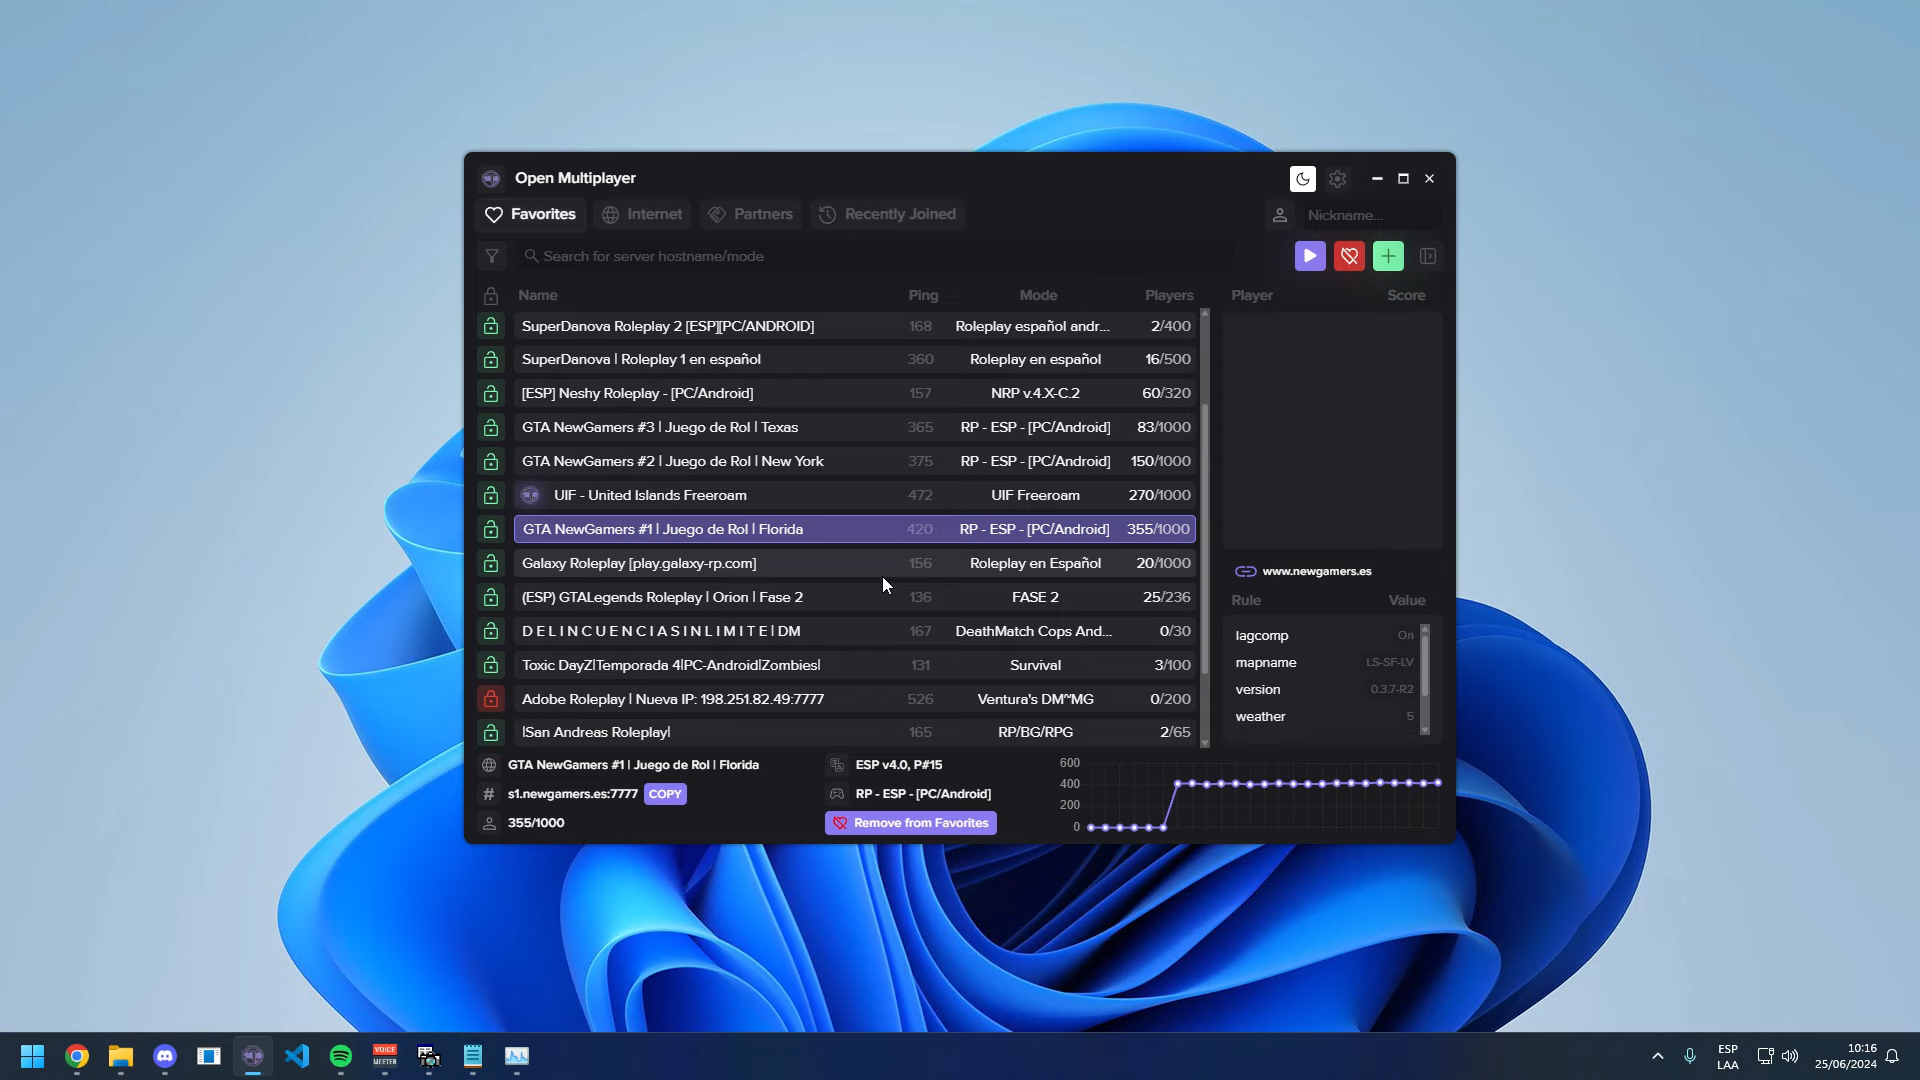 Open Multiplayer
Favorites Internet Partners Recently Joined Nickname...
Search for server hostname/mode
Name Ping Mode Players Player Score
SuperDanova Roleplay 2 [ESP][PC/ANDROID] 168 Roleplay español andr... 2/400
SuperDanova | Roleplay 1 en español 360 Roleplay en español 16/500
[ESP] Neshy Roleplay - [PC/Android] 157 NRP v.4.X-C.2 60/320
GTA NewGamers #3 | Juego de Rol | Texas 365 RP - ESP - [PC/Android] 83/1000
GTA NewGamers #2 | Juego de Rol | New York 375 RP - ESP - [PC/Android] 150/1000
UIF - United Islands Freeroam 472 UIF Freeroam 270/1000
GTA NewGamers #1 | Juego de Rol | Florida 420 RP - ESP - [PC/Android] 355/1000
Galaxy Roleplay [play.galaxy-rp.com] 156 Roleplay en Español 20/1000
(ESP) GTALegends Roleplay | Orion | Fase 2 136 FASE 2 25/236
D E L I N C U E N C I A S I N L I M I T E | DM 167 DeathMatch Cops And... 0/30
Toxic DayZ|Temporada 4|PC-Android|Zombies| 131 Survival 3/100
Adobe Roleplay | Nueva IP: 198.251.82.49:7777 526 Ventura's DM~MG 0/200
|San Andreas Roleplay| 165 RP/BG/RPG 2/65
www.newgamers.es
Rule Value
lagcomp On
mapname LS-SF-LV
version 0.3.7-R2
weather 5
GTA NewGamers #1 | Juego de Rol | Florida
# s1.newgamers.es:7777 COPY
355/1000
ESP v4.0, P#15
RP - ESP - [PC/Android]
Remove from Favorites
600
400
200
0
VOICE
MEETER
ESP
LAA
10:16
25/06/2024